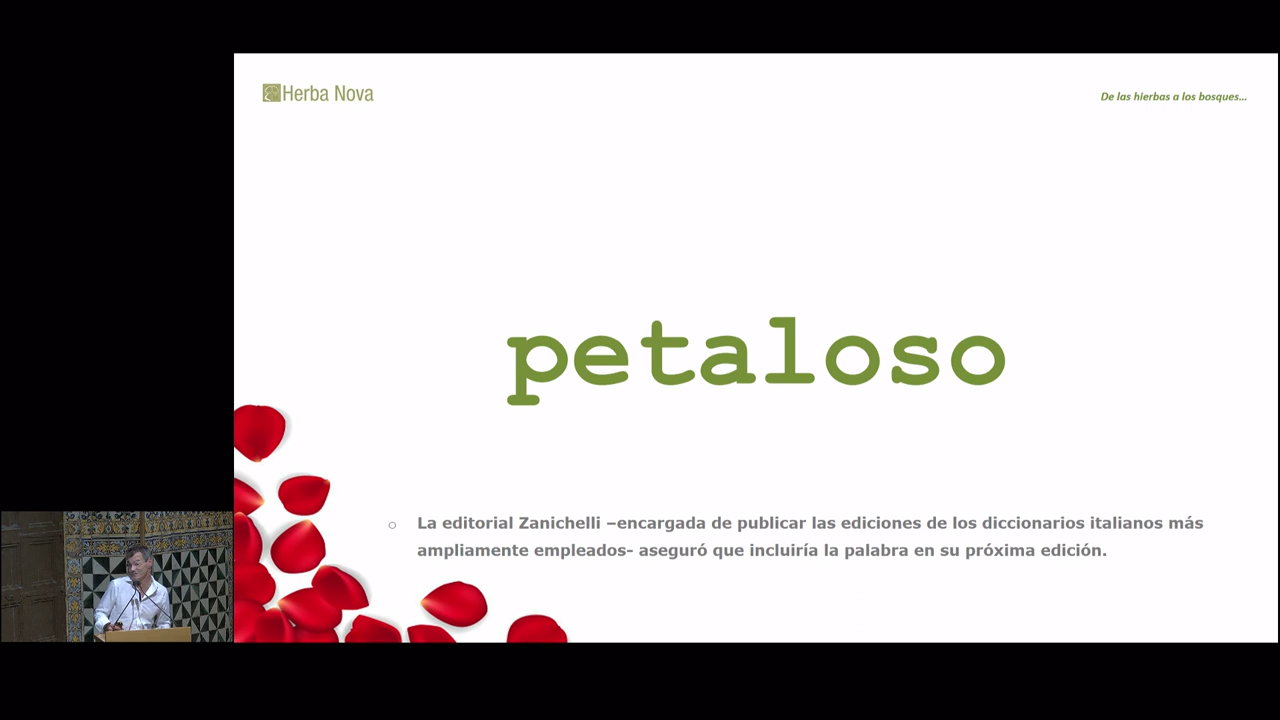 Herba Nova
De las hierbas a los bosques...
petaloso
○ La editorial Zanichelli –encargada de publicar las ediciones de los diccionarios italianos más
ampliamente empleados- aseguró que incluiría la palabra en su próxima edición.